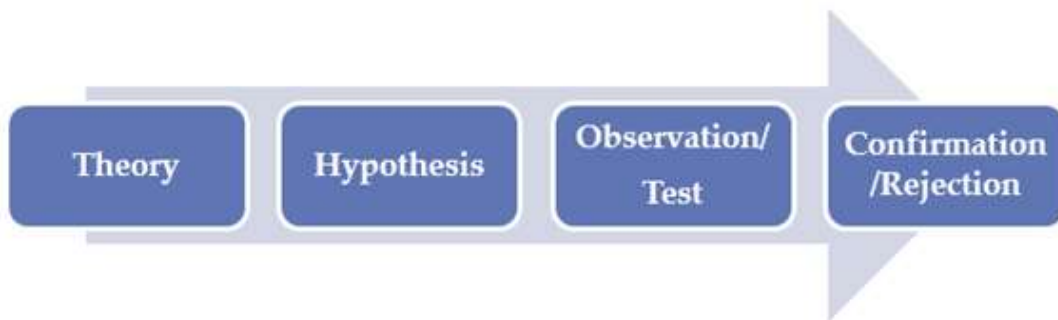 Theory
Hypothesis
Observation/
Test
Confirmation
/Rejection